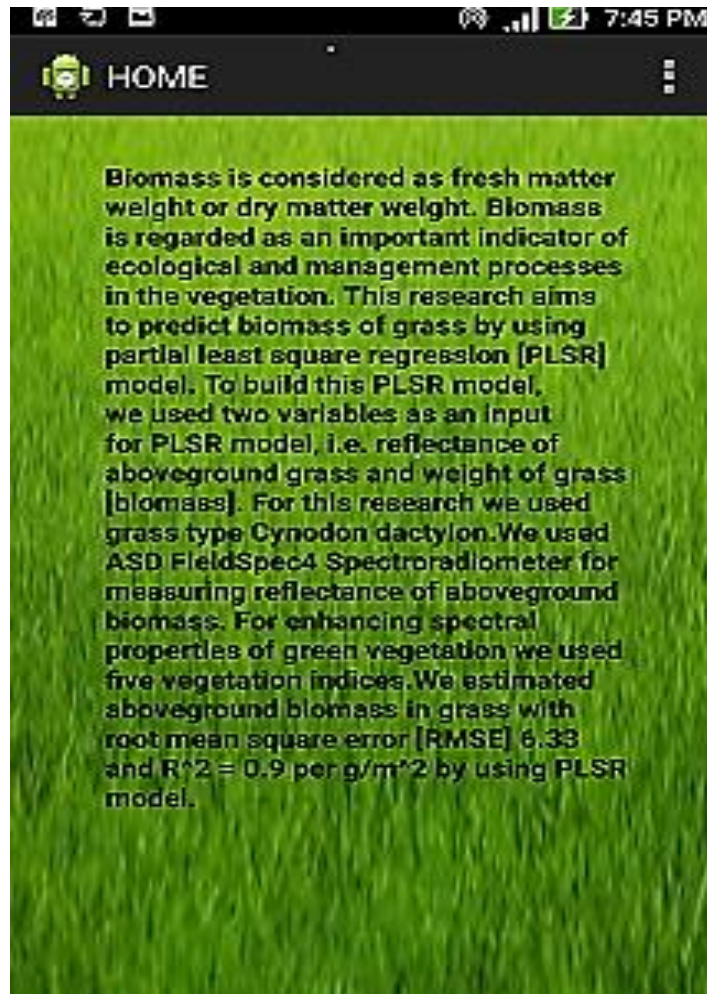 7:45 PM
HOME
Biomass is considered as fresh matter
weight or dry matter weight. Biomass
is regarded as an important indicator of
ecological and management processes
in the vegetation. This research aims
to predict biomass of grass by using
partial least square regression [PLSR]
model. To build this PLSR model,
we used two variables as an input
for PLSR model, i.e. reflectance of
aboveground grass and weight of grass
[biomass]. For this research we used
grass type Cynodon dactylon.We used
ASD FieldSpec4 Spectroradiometer for
measuring reflectance of aboveground
biomass. For enhancing spectral
properties of green vegetation we used
five vegetation indices.We estimated
aboveground biomass in grass with
root mean square error [RMSE] 6.33
and R^2 = 0.9 per g/m^2 by using PLSR
model.